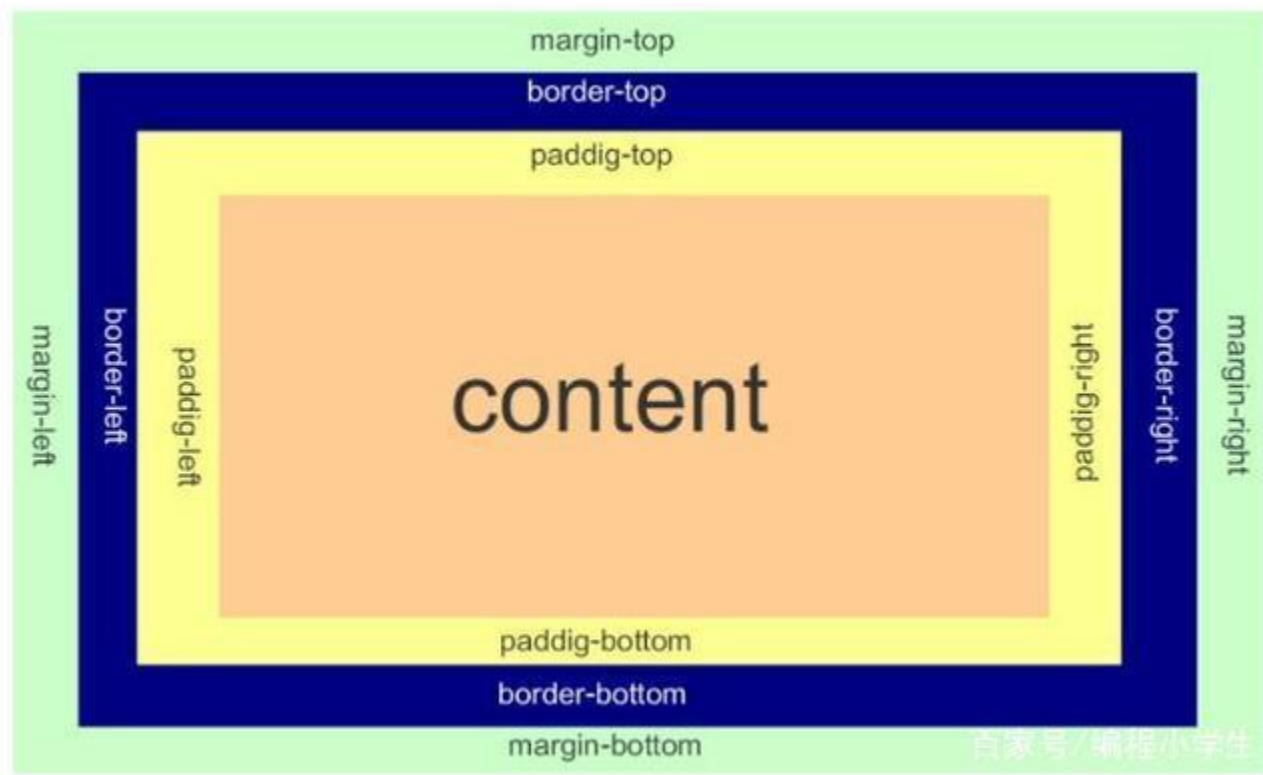 margin-top
border-top
paddig-top
margin-left
border-left
paddig-left
content
paddig-right
border-right
margin-right
paddig-bottom
border-bottom
margin-bottom
百家号/编程小学生